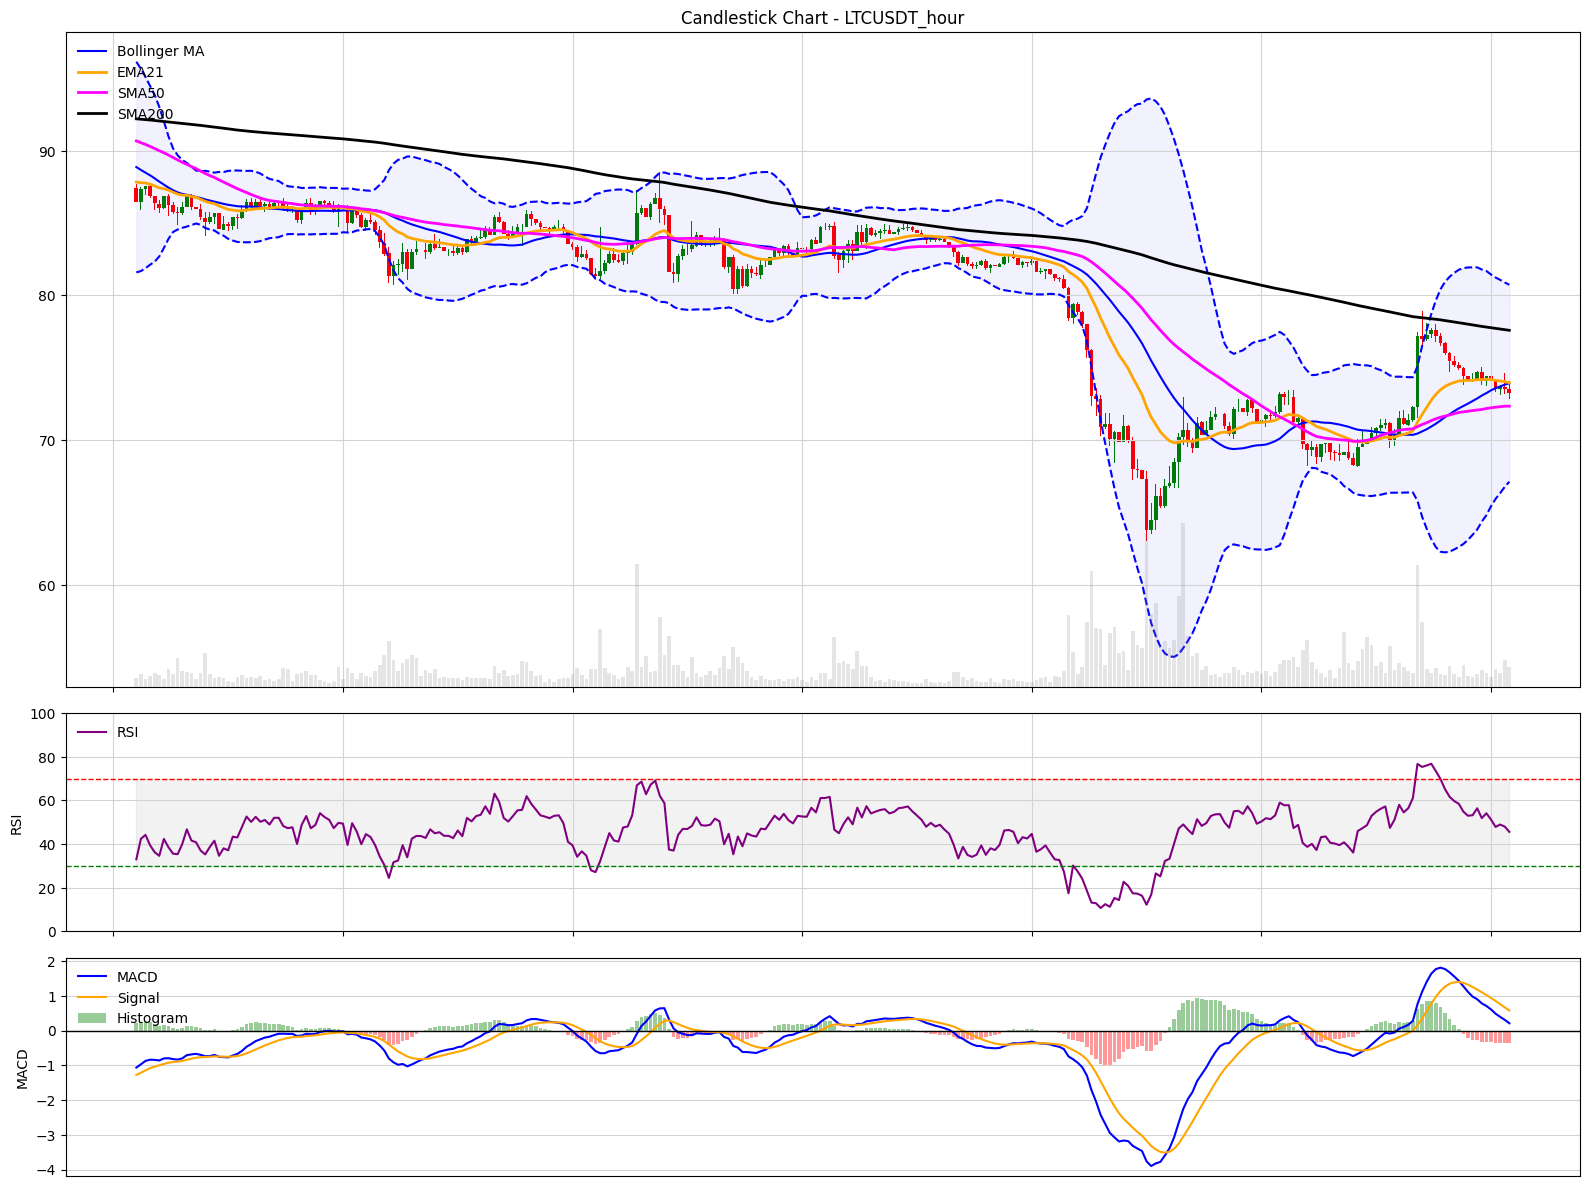 Candlestick Chart - LTCUSDT_hour
Bollinger MA
EMA21
SMA50
SMA200
90
80
70
60
RSI
100
80
60
40
20
0
RSI
MACD
Signal
Histogram
2
1
0
−1
−2
−3
−4
MACD